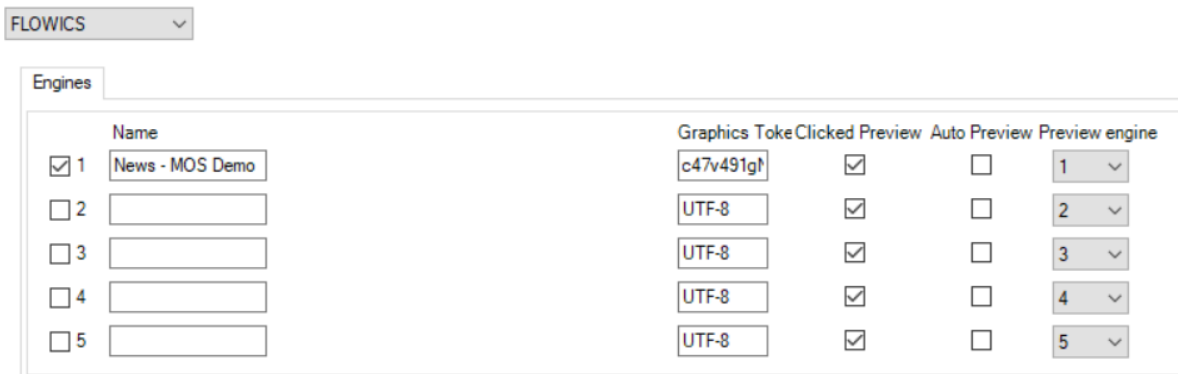 FLOWICS
Engines
Name Graphics Toke Clicked Preview Auto Preview Preview engine
1 News - MOS Demo c47v491gN 1
2 UTF-8 2
3 UTF-8 3
4 UTF-8 4
5 UTF-8 5